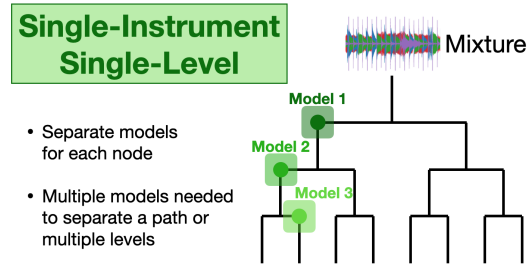 Single-Instrument
Single-Level
Mixture
Model 1
Model 2
Model 3
• Separate models
for each node
• Multiple models needed
to separate a path or
multiple levels